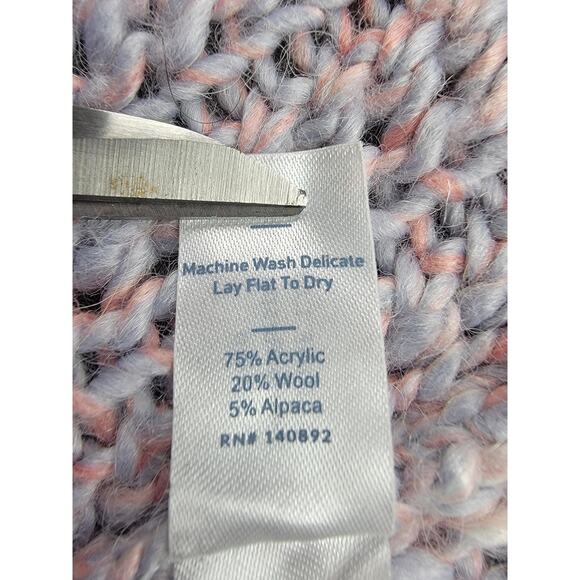 Machine Wash Delicate
Lay Flat To Dry
75% Acrylic
20% Wool
5% Alpaca
RN# 140892